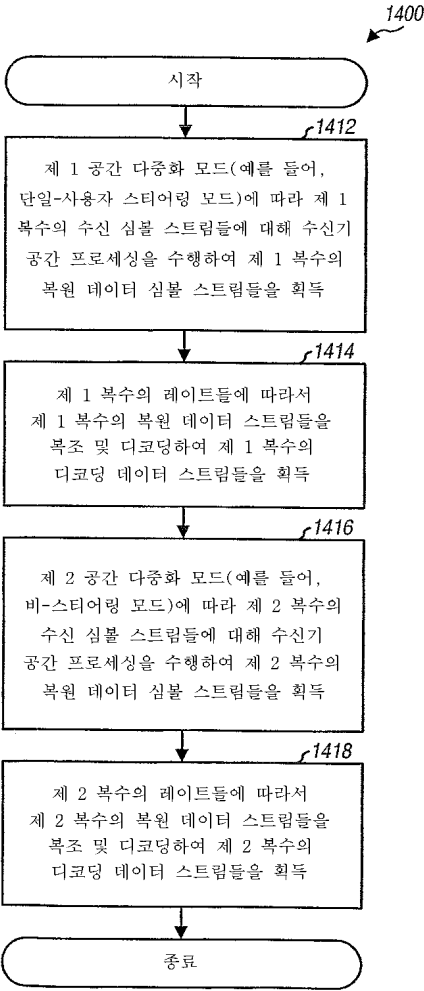 1400
시작
1412
제 1 공간 다중화 모드(예를 들어,
단일-사용자 스티어링 모드)에 따라 제 1
복수의 수신 심볼 스트림들에 대해 수신기
공간 프로세싱을 수행하여 제 1 복수의
복원 데이터 심볼 스트림들을 획득
1414
제 1 복수의 레이트들에 따라서
제 1 복수의 복원 데이터 스트림들을
복조 및 디코딩하여 제 1 복수의
디코딩 데이터 스트림들을 획득
1416
제 2 공간 다중화 모드(예를 들어,
비-스티어링 모드)에 따라 제 2 복수의
수신 심볼 스트림들에 대해 수신기
공간 프로세싱을 수행하여 제 2 복수의
복원 데이터 심볼 스트림들을 획득
1418
제 2 복수의 레이트들에 따라서
제 2 복수의 복원 데이터 스트림들을
복조 및 디코딩하여 제 2 복수의
디코딩 데이터 스트림들을 획득
종료